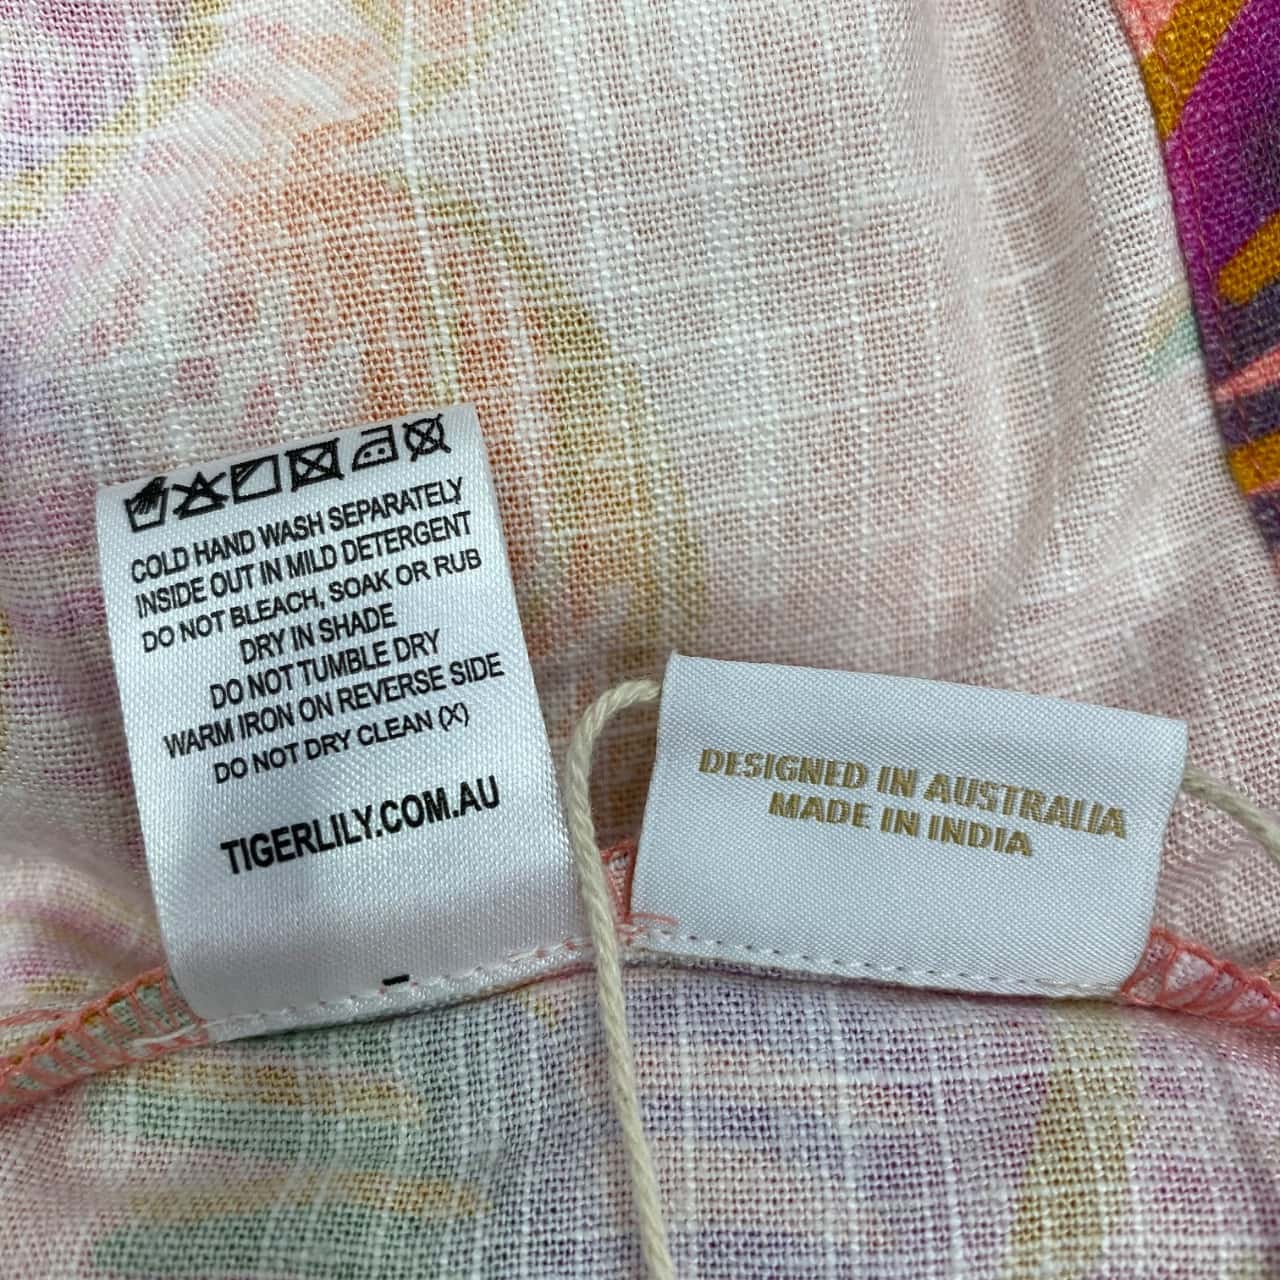 COLD HAND WASH SEPARATELY
INSIDE OUT IN MILD DETERGENT
DO NOT BLEACH, SOAK OR RUB
DRY IN SHADE
DO NOT TUMBLE DRY
WARM IRON ON REVERSE SIDE
DO NOT DRY CLEAN (X)
TIGERLILY.COM.AU
DESIGNED IN AUSTRALIA
MADE IN INDIA